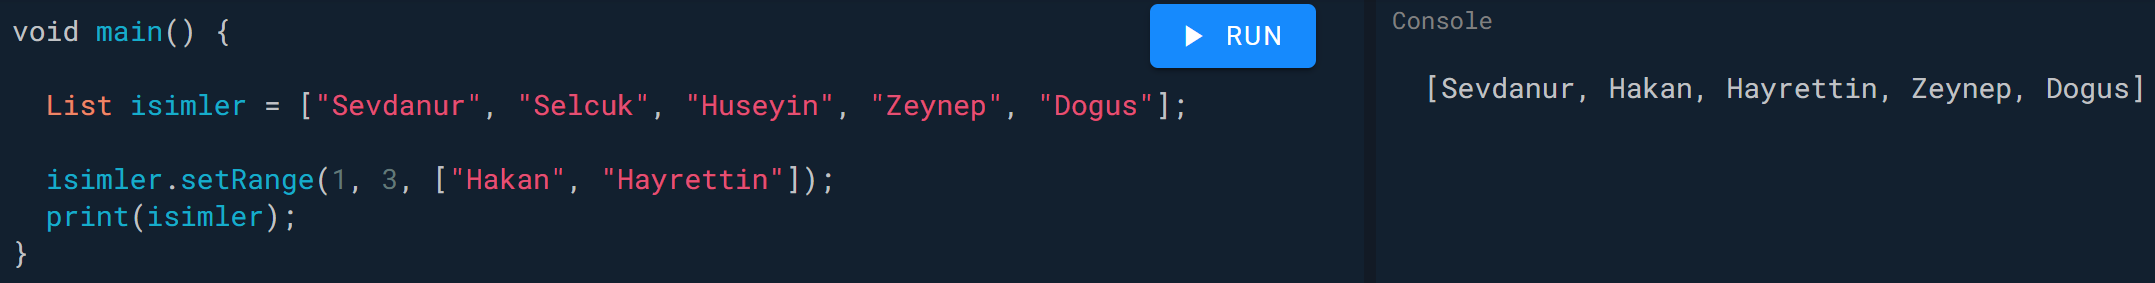 void main() {
RUN
List isimler = ["Sevdanur", "Selcuk", "Huseyin", "Zeynep", "Dogus"];
isimler.setRange(1, 3, ["Hakan", "Hayrettin"]);
print(isimler);
}
Console
[Sevdanur, Hakan, Hayrettin, Zeynep, Dogus]